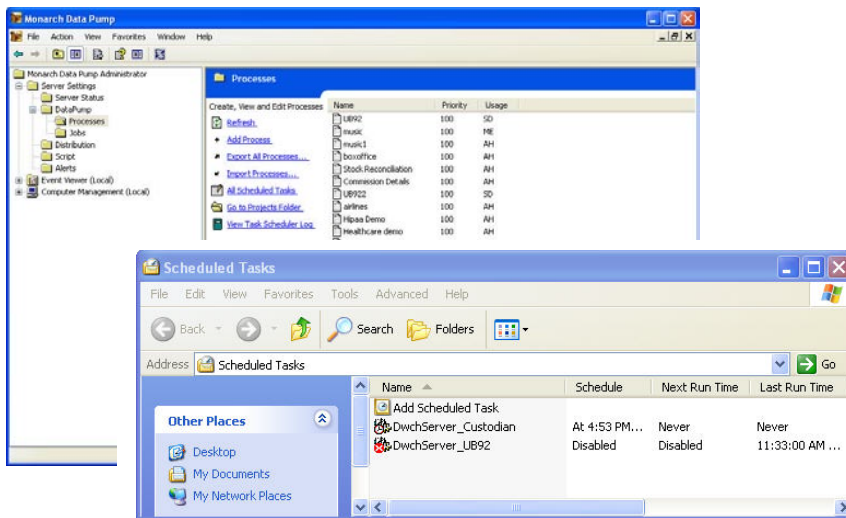 Monarch Data Pump
File Action View Favorites Window Help
Monarch Data Pump Administrator
Server Settings
Server Status
DataPump
Processes
Jobs
Distribution
Script
Alerts
Event Viewer (Local)
Computer Management (Local)
Processes
Create, View and Edit Processes
Refresh
Add Process
Export All Processes...
Import Processes...
All Scheduled Tasks
Go to Projects Folder
View Task Scheduler Log
Name Priority Usage
UB92 100 SD
music 100 ME
music1 100 AH
boxoffice 100 AH
Stock Reconciliation 100 AH
Commission Details 100 AH
UB922 100 SD
airlines 100 AH
Hipaa Demo 100 AH
Healthcare demo 100 AH
Scheduled Tasks
File Edit View Favorites Tools Advanced Help
Back Search Folders
Address Scheduled Tasks Go
Other Places
Desktop
My Documents
My Network Places
Name Schedule Next Run Time Last Run Time
Add Scheduled Task
DwchServer_Custodian At 4:53 PM... Never Never
DwchServer_UB92 Disabled Disabled 11:33:00 AM ...